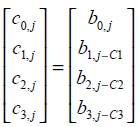 ⎡c₀,ⱼ⎤   ⎡b₀,ⱼ⎤
⎢c₁,ⱼ⎥ = ⎢b₁,ⱼ₋C1⎥
⎢c₂,ⱼ⎥   ⎢b₂,ⱼ₋C2⎥
⎣c₃,ⱼ⎦   ⎣b₃,ⱼ₋C3⎦